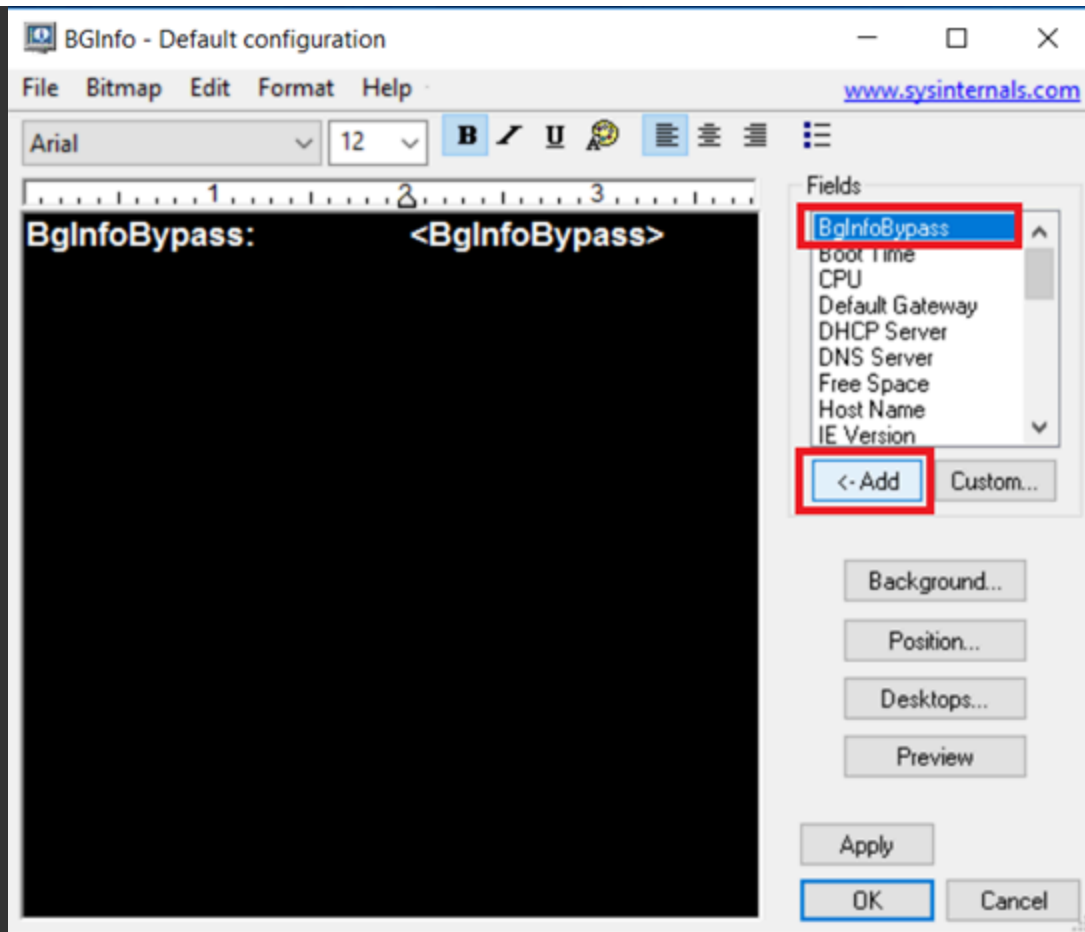 BGInfo - Default configuration
File Bitmap Edit Format Help www.sysinternals.com
Arial 12 B I U A
1 2 3
BgInfoBypass: <BgInfoBypass>
Fields
BgInfoBypass
Boot Time
CPU
Default Gateway
DHCP Server
DNS Server
Free Space
Host Name
IE Version
<- Add Custom...
Background...
Position...
Desktops...
Preview
Apply
OK Cancel